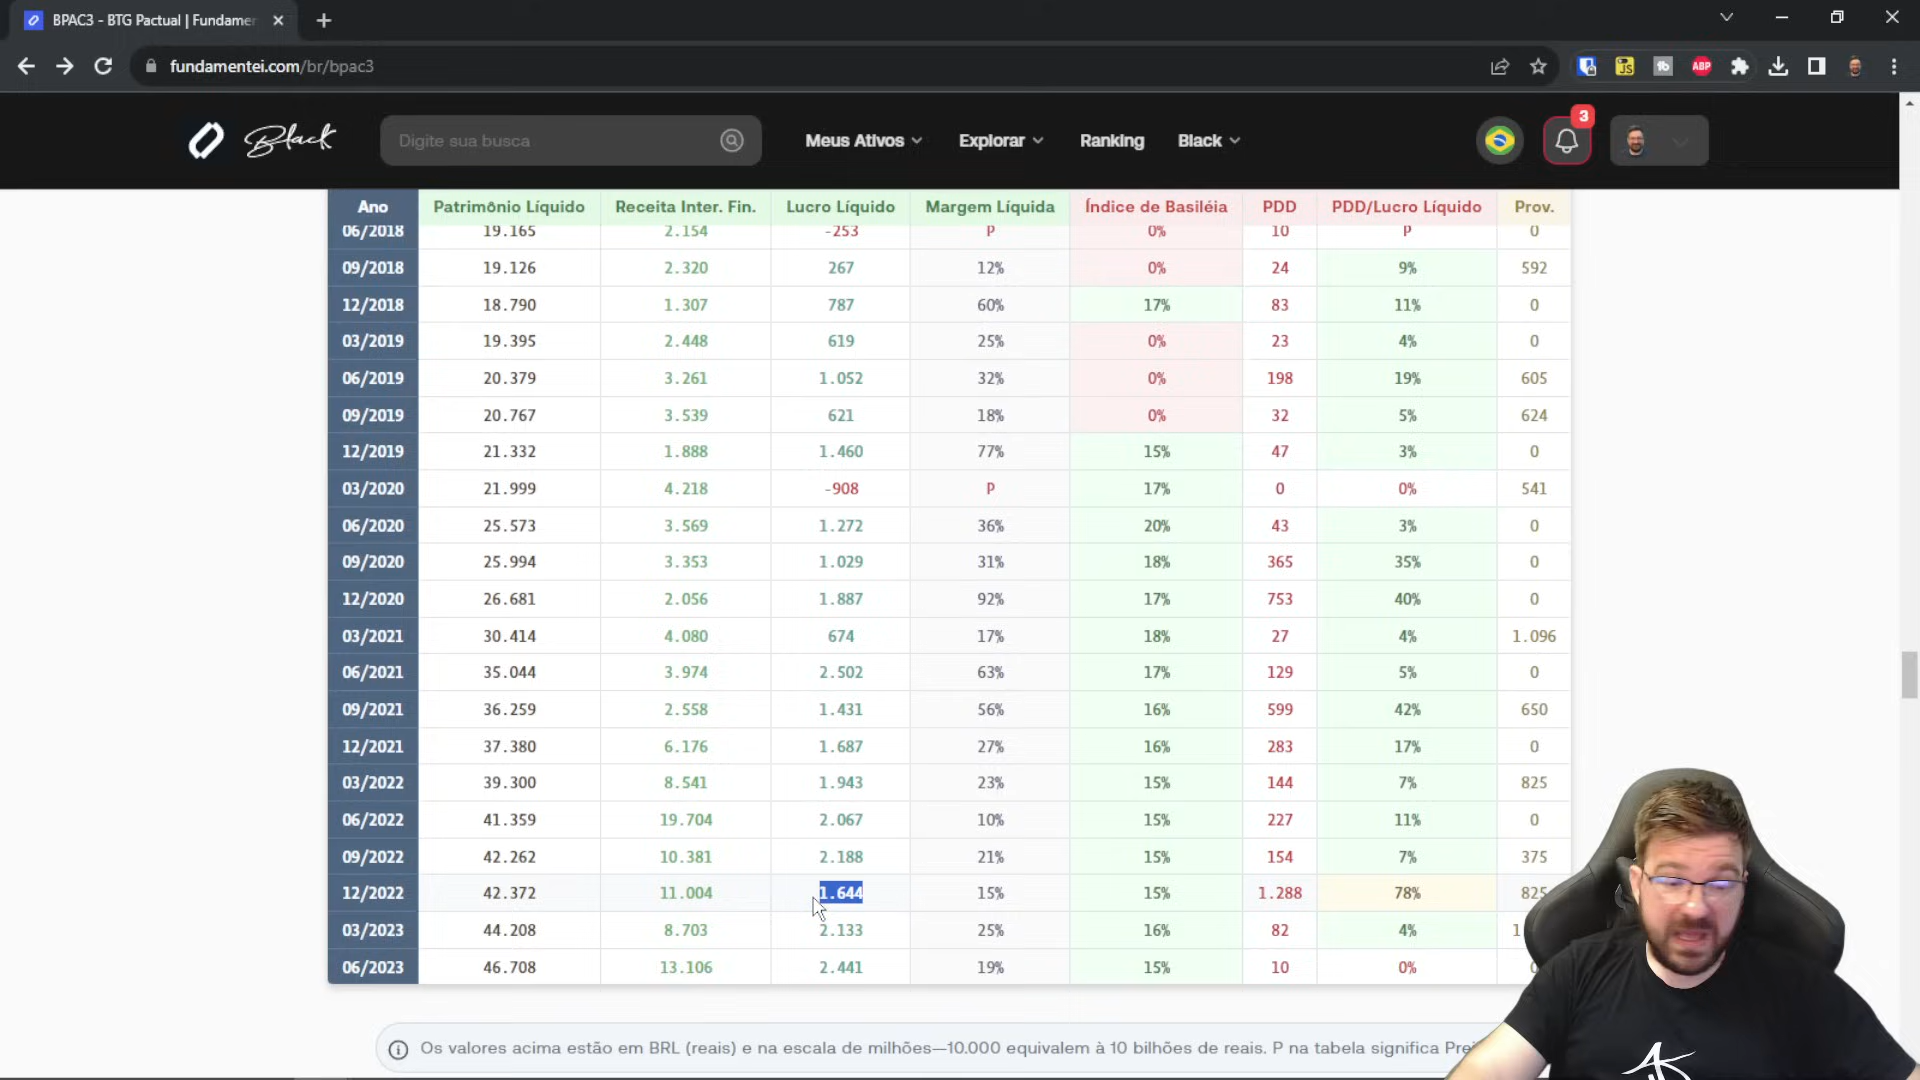 BPAC3 - BTG Pactual | Fundamen
fundamentei.com/br/bpac3
ABP
JS
Black
Digite sua busca
Meus Ativos
Explorar
Ranking
Black
3
Ano Patrimônio Líquido Receita Inter. Fin. Lucro Líquido Margem Líquida Índice de Basiléia PDD PDD/Lucro Líquido Prov.
06/2018 19.165 2.154 -253 P 0% 10 P 0
09/2018 19.126 2.320 267 12% 0% 24 9% 592
12/2018 18.790 1.307 787 60% 17% 83 11% 0
03/2019 19.395 2.448 619 25% 0% 23 4% 0
06/2019 20.379 3.261 1.052 32% 0% 198 19% 605
09/2019 20.767 3.539 621 18% 0% 32 5% 624
12/2019 21.332 1.888 1.460 77% 15% 47 3% 0
03/2020 21.999 4.218 -908 P 17% 0 0% 541
06/2020 25.573 3.569 1.272 36% 20% 43 3% 0
09/2020 25.994 3.353 1.029 31% 18% 365 35% 0
12/2020 26.681 2.056 1.887 92% 17% 753 40% 0
03/2021 30.414 4.080 674 17% 18% 27 4% 1.096
06/2021 35.044 3.974 2.502 63% 17% 129 5% 0
09/2021 36.259 2.558 1.431 56% 16% 599 42% 650
12/2021 37.380 6.176 1.687 27% 16% 283 17% 0
03/2022 39.300 8.541 1.943 23% 15% 144 7% 825
06/2022 41.359 19.704 2.067 10% 15% 227 11% 0
09/2022 42.262 10.381 2.188 21% 15% 154 7% 375
12/2022 42.372 11.004 1.644 15% 15% 1.288 78% 825
03/2023 44.208 8.703 2.133 25% 16% 82 4% 1
06/2023 46.708 13.106 2.441 19% 15% 10 0% 0
Os valores acima estão em BRL (reais) e na escala de milhões—10.000 equivalem à 10 bilhões de reais. P na tabela significa Prej